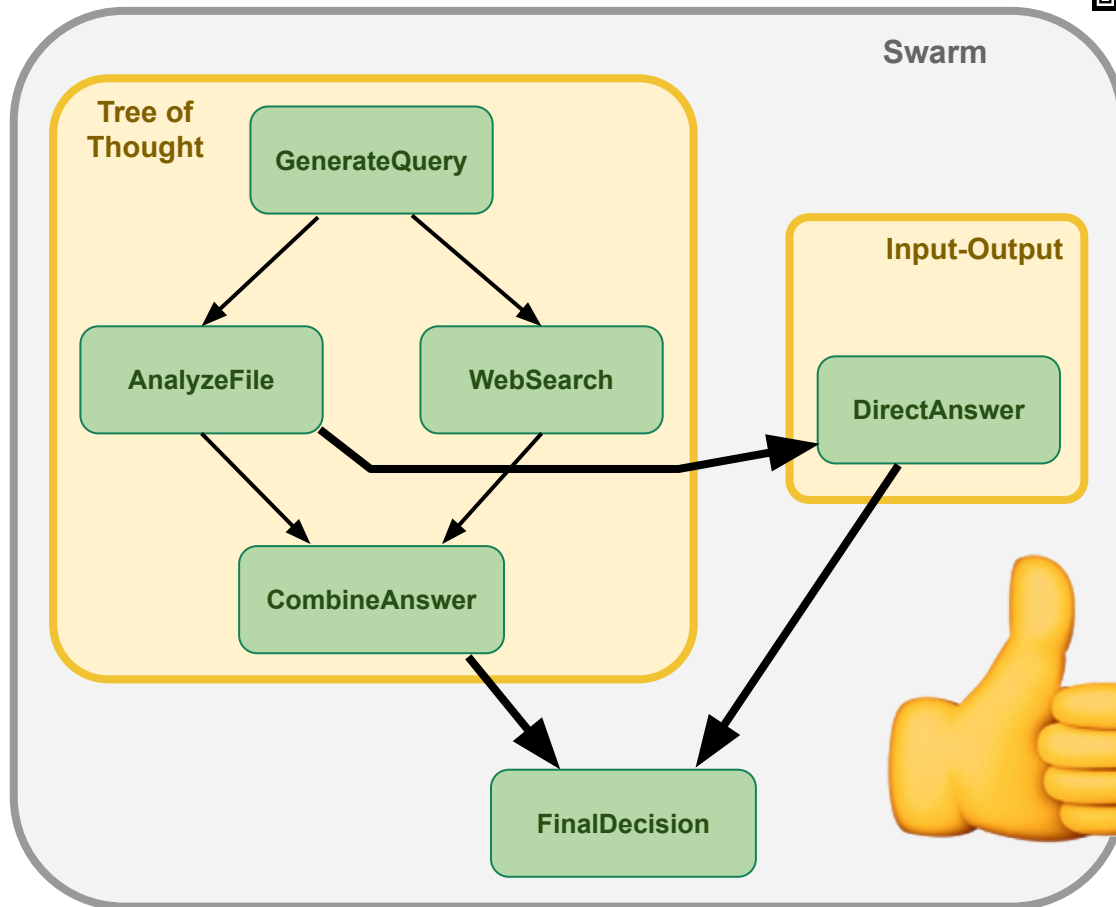 Swarm
Tree of
Thought
GenerateQuery
Input-Output
AnalyzeFile
WebSearch
DirectAnswer
CombineAnswer
FinalDecision